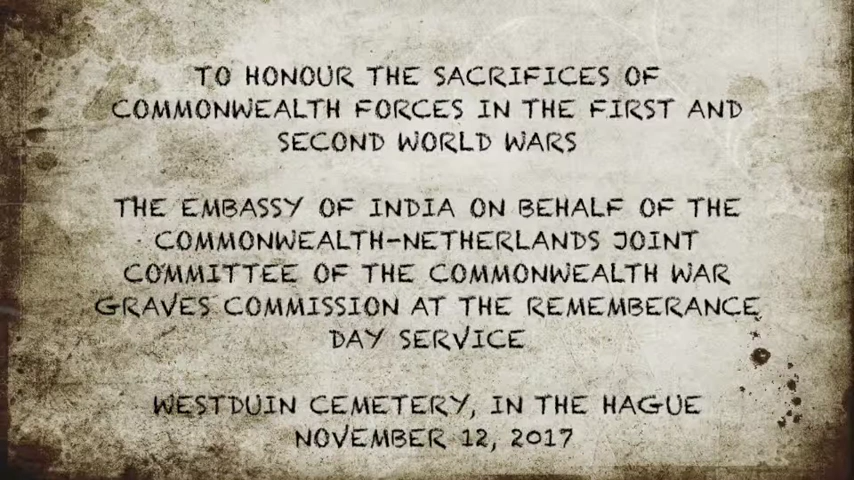 TO HONOUR THE SACRIFICES OF
COMMONWEALTH FORCES IN THE FIRST AND
SECOND WORLD WARS
THE EMBASSY OF INDIA ON BEHALF OF THE
COMMONWEALTH-NETHERLANDS JOINT
COMMITTEE OF THE COMMONWEALTH WAR
GRAVES COMMISSION AT THE REMEMBERANCE
DAY SERVICE
WESTDUIN CEMETERY, IN THE HAGUE
NOVEMBER 12, 2017